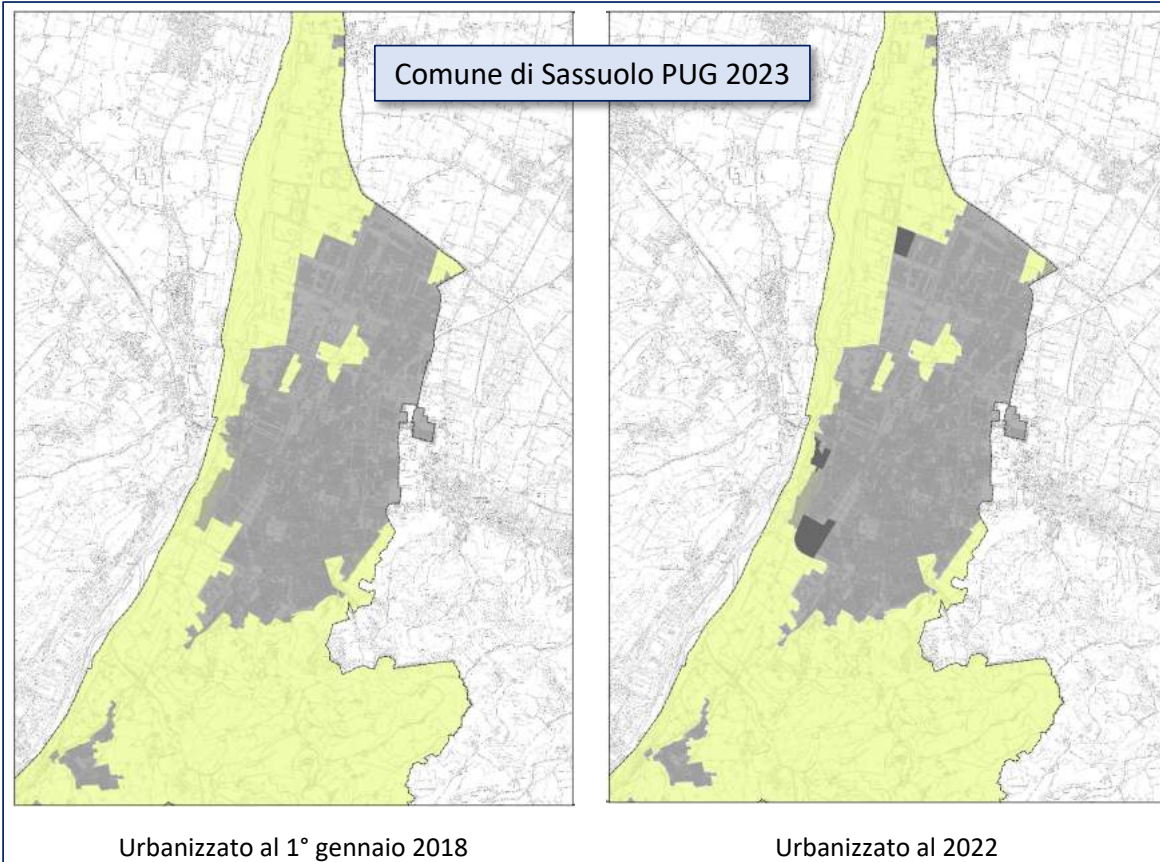 Comune di Sassuolo PUG 2023
Urbanizzato al 1° gennaio 2018
Urbanizzato al 2022